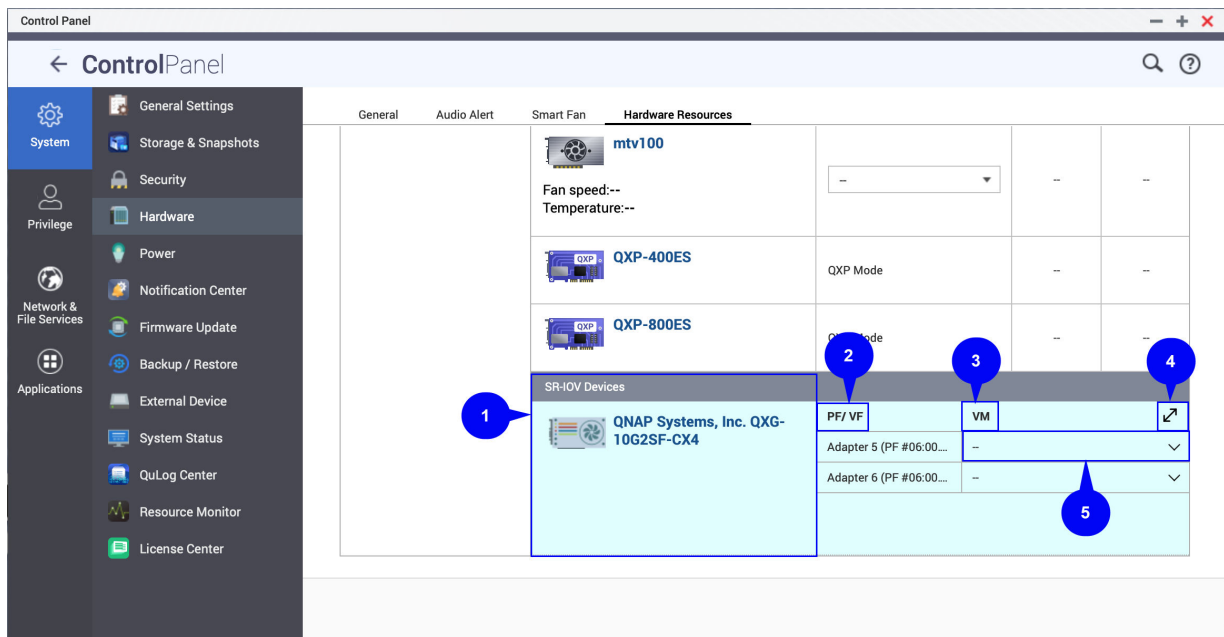 Control Panel
ControlPanel
System
Privilege
Network &
File Services
Applications
General Settings
Storage & Snapshots
Security
Hardware
Power
Notification Center
Firmware Update
Backup / Restore
External Device
System Status
QuLog Center
Resource Monitor
License Center
General Audio Alert Smart Fan Hardware Resources
mtv100
Fan speed:--
Temperature:--
-- -- --
QXP
QXP-400ES
QXP Mode -- --
QXP
QXP-800ES
-- --
2 3 4
SR-IOV Devices
1
QNAP Systems, Inc. QXG-
10G2SF-CX4
PF/ VF VM
Adapter 5 (PF #06:00.... --
Adapter 6 (PF #06:00.... --
5